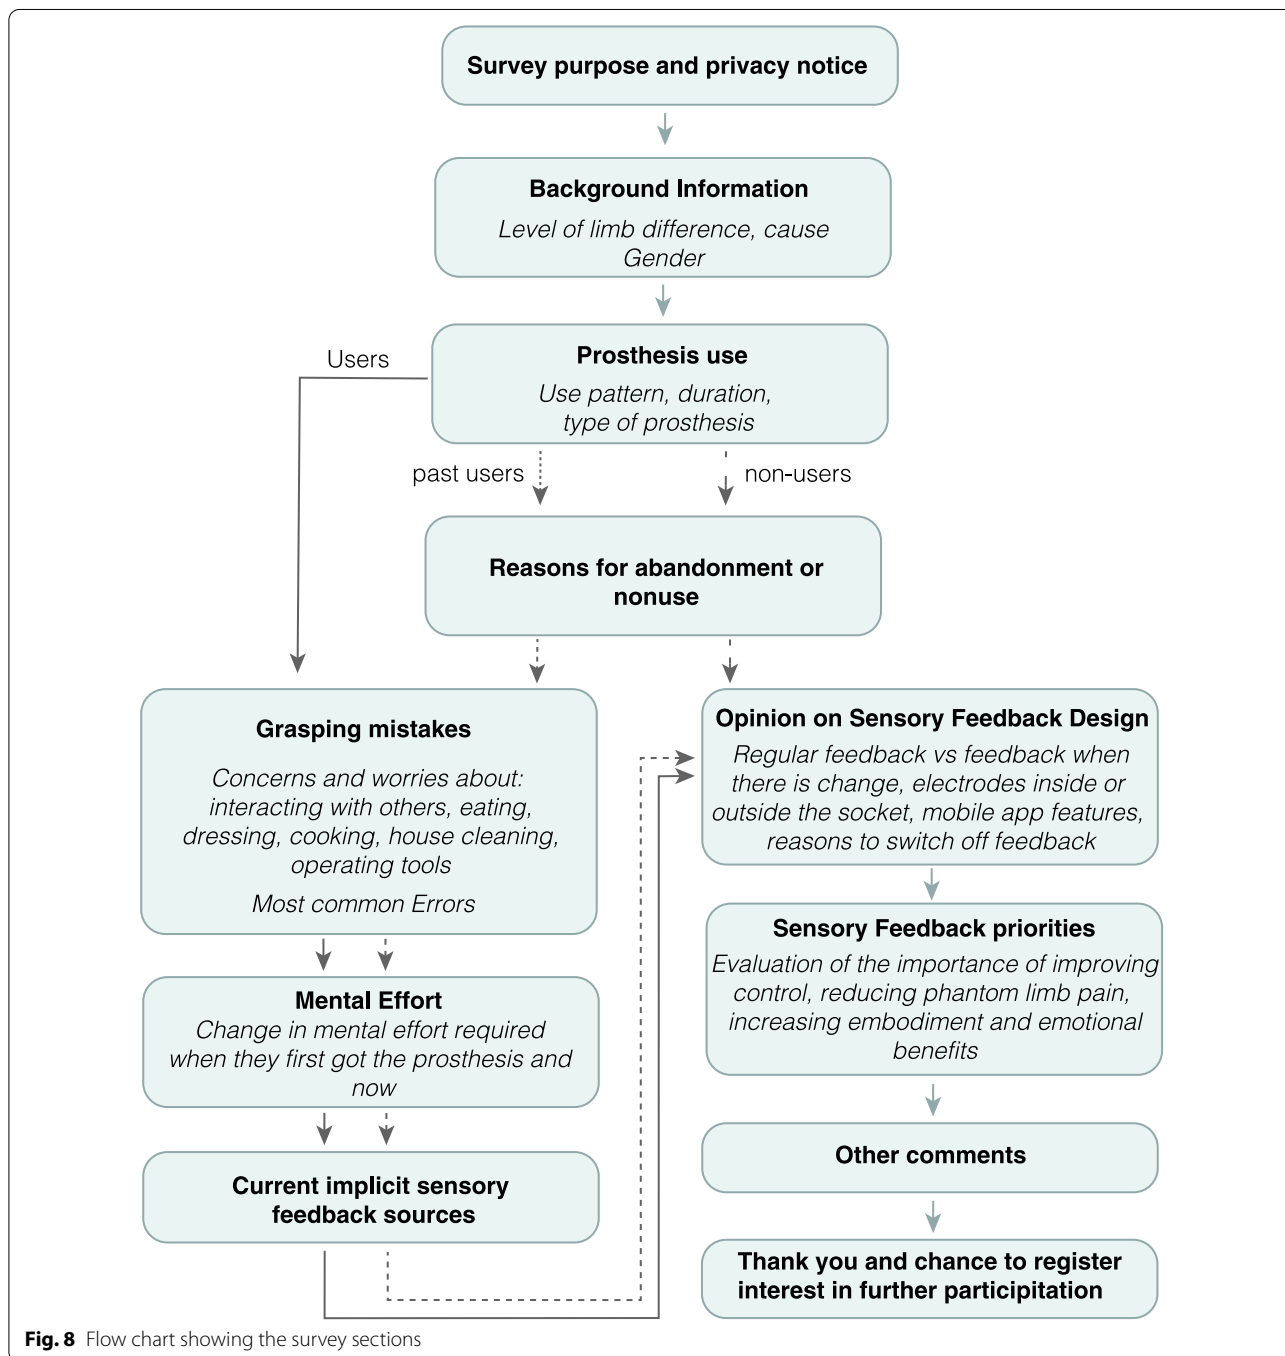 Survey purpose and privacy notice
Background Information
Level of limb difference, cause
Gender
Users
Prosthesis use
Use pattern, duration,
type of prosthesis
past users
non-users
Reasons for abandonment or
nonuse
Grasping mistakes
Concerns and worries about:
interacting with others, eating,
dressing, cooking, house cleaning,
operating tools
Most common Errors
Mental Effort
Change in mental effort required
when they first got the prosthesis and
now
Current implicit sensory
feedback sources
Opinion on Sensory Feedback Design
Regular feedback vs feedback when
there is change, electrodes inside or
outside the socket, mobile app features,
reasons to switch off feedback
Sensory Feedback priorities
Evaluation of the importance of improving
control, reducing phantom limb pain,
increasing embodiment and emotional
benefits
Other comments
Thank you and chance to register
interest in further participitation
Fig. 8 Flow chart showing the survey sections